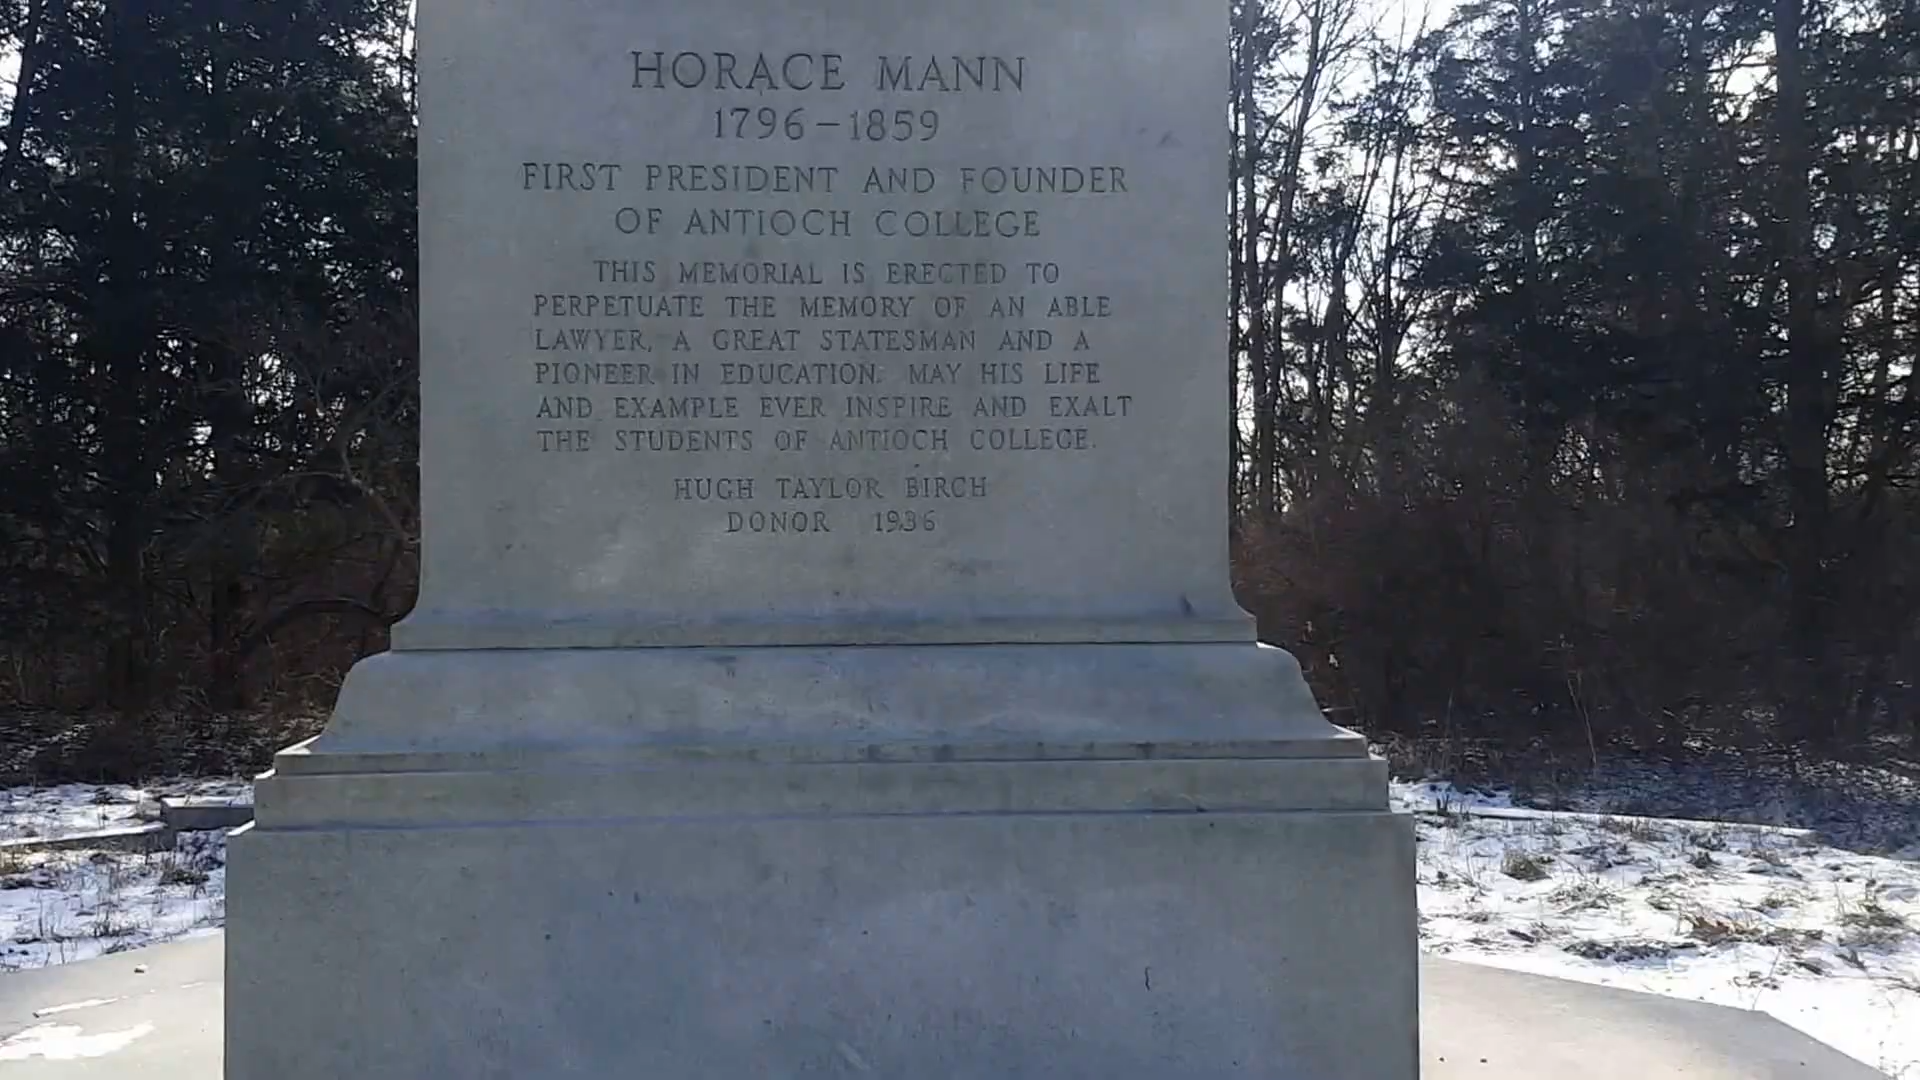 HORACE MANN
1796–1859
FIRST PRESIDENT AND FOUNDER
OF ANTIOCH COLLEGE
THIS MEMORIAL IS ERECTED TO
PERPETUATE THE MEMORY OF AN ABLE
LAWYER, A GREAT STATESMAN AND A
PIONEER IN EDUCATION. MAY HIS LIFE
AND EXAMPLE EVER INSPIRE AND EXALT
THE STUDENTS OF ANTIOCH COLLEGE.
HUGH TAYLOR BIRCH
DONOR 1936